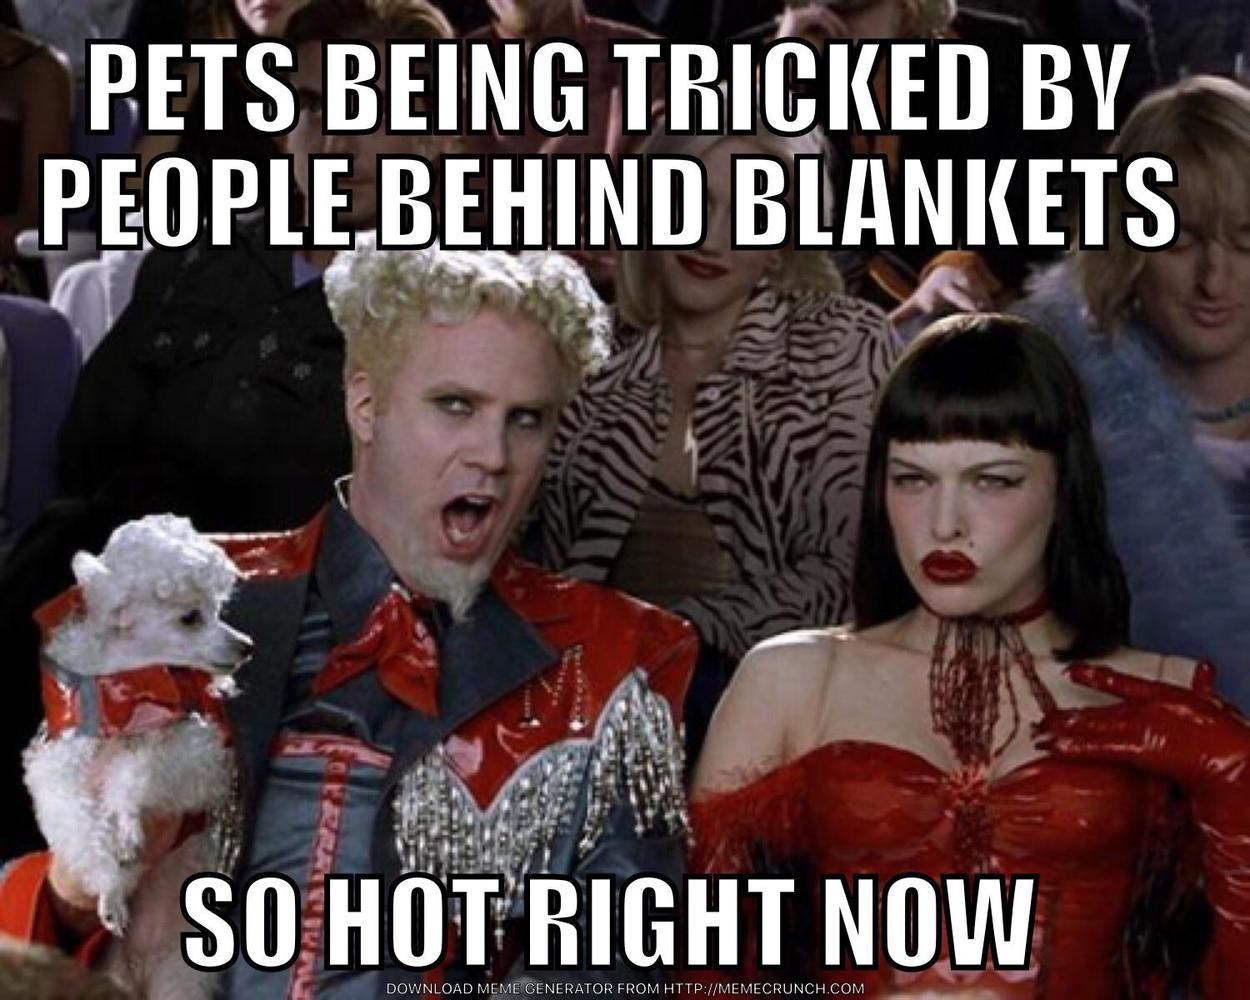 PETS BEING TRICKED BY
PEOPLE BEHIND BLANKETS
SO HOT RIGHT NOW
DOWNLOAD MEME GENERATOR FROM HTTP://MEMECRUNCH.COM